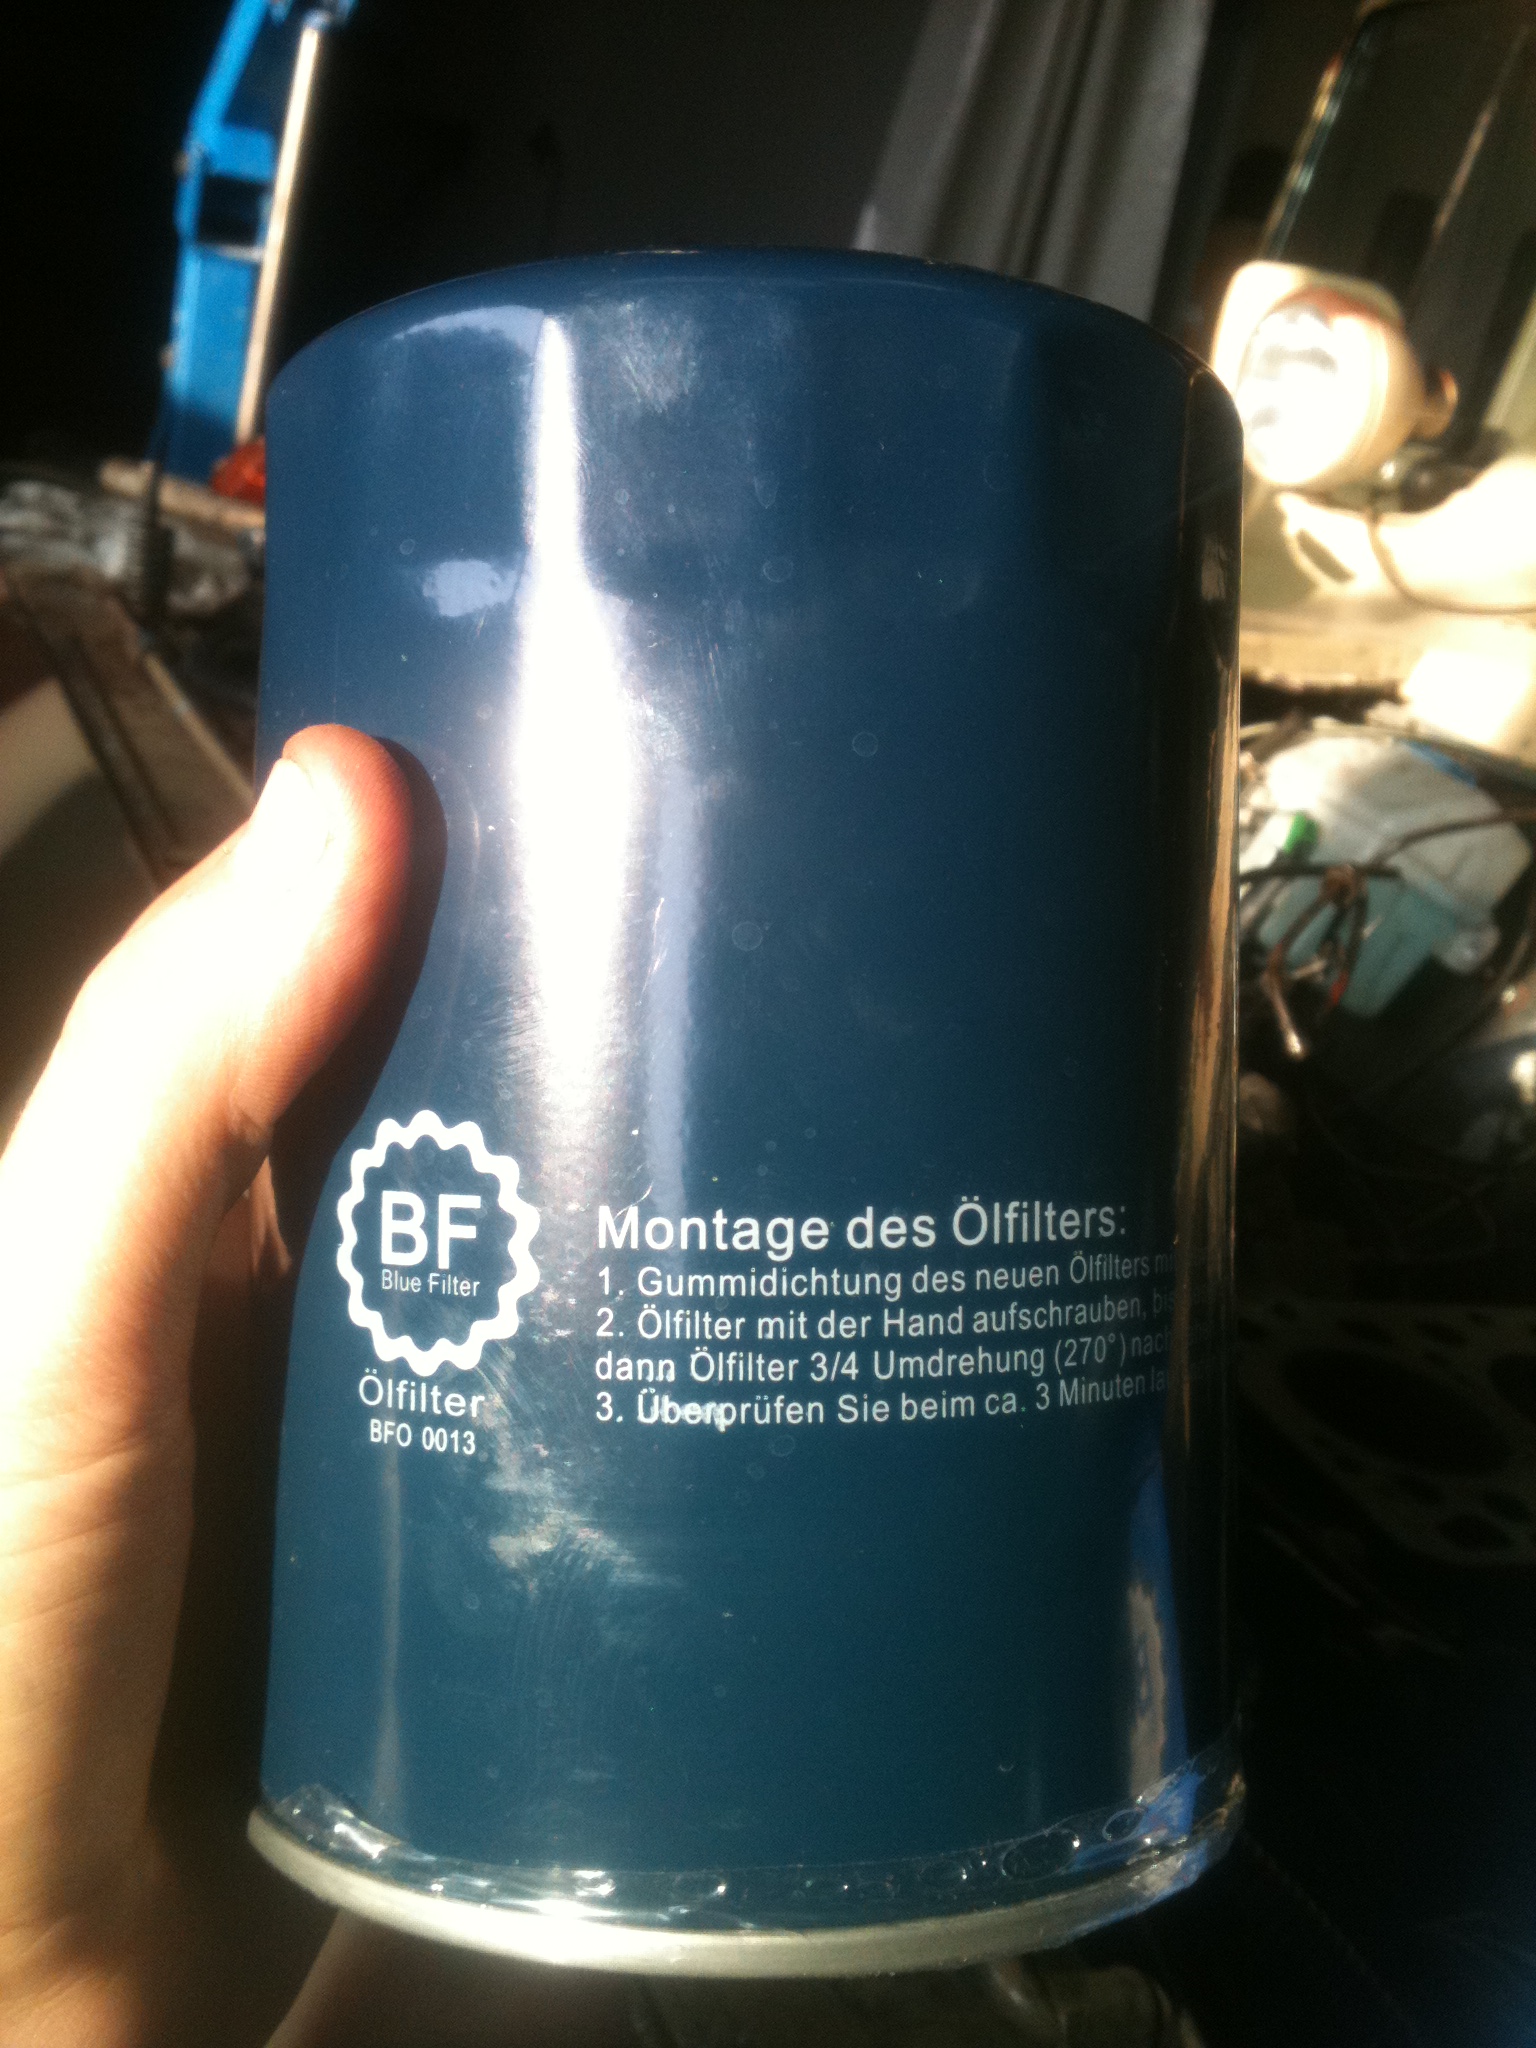 BF
Blue Filter
Ölfilter
BFO 0013
Montage des Ölfilters:
1. Gummidichtung des neuen Ölfilters
2. Ölfilter mit der Hand aufschrauben,
dann Ölfilter 3/4 Umdrehung (270°)
3. Überprüfen Sie beim ca. 3 Minuten